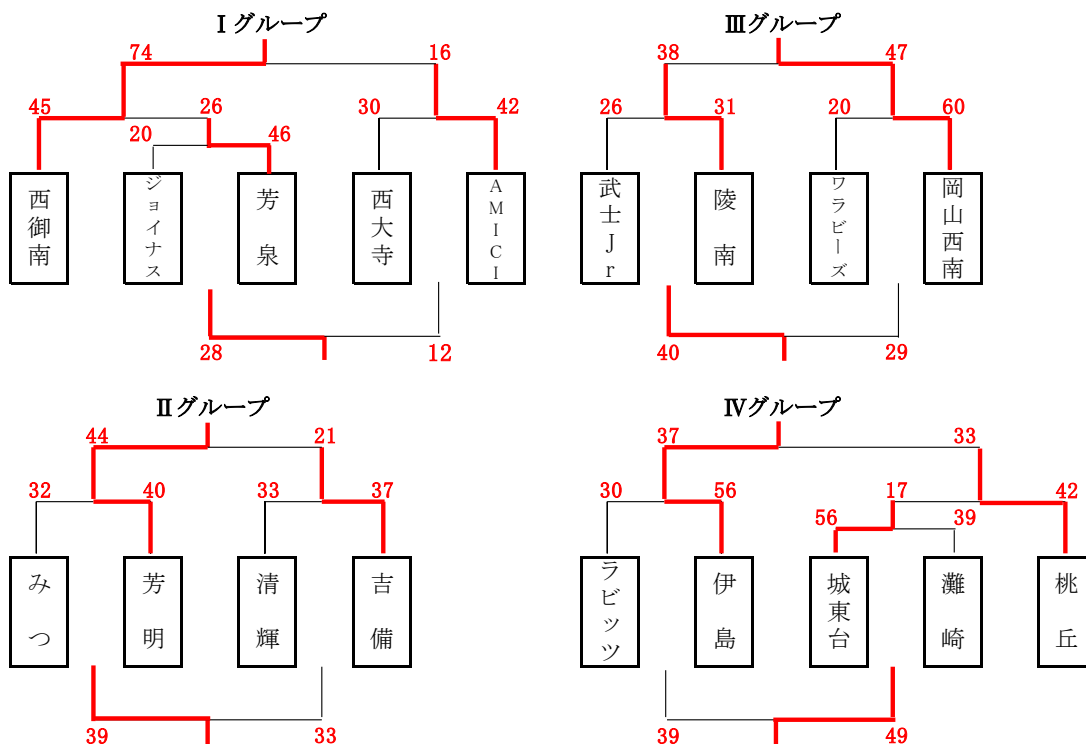 Ⅰグループ
74 16
45 26 30 42
20 46
西御南 ジョイナス 芳泉 西大寺 AMICI
28 12
Ⅲグループ
38 47
26 31 20 60
武士Jr 陵南 ワラビーズ 岡山西南
40 29
Ⅱグループ
44 21
32 40 33 37
みつ 芳明 清輝 吉備
39 33
Ⅳグループ
37 33
30 56 17 42
56 39
ラビッツ 伊島 城東台 灘崎 桃丘
39 49